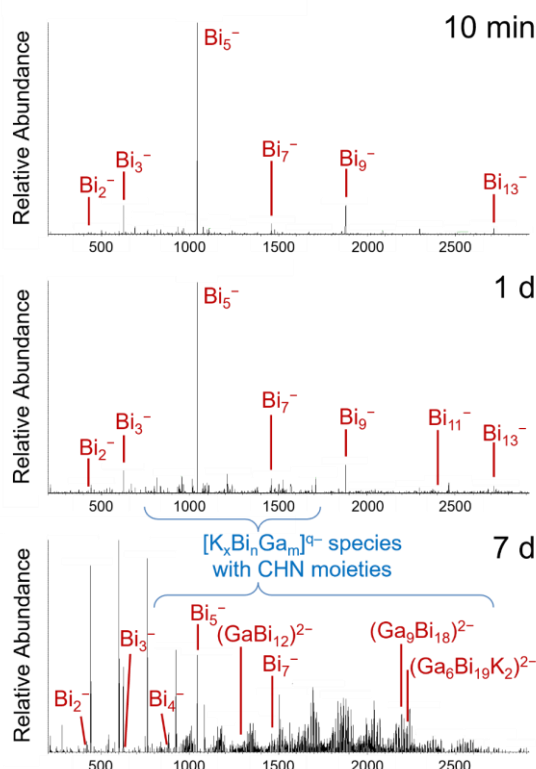 10 min
Relative Abundance
Bi₅⁻
Bi₂⁻
Bi₃⁻
Bi₇⁻
Bi₉⁻
Bi₁₃⁻
500 1000 1500 2000 2500
1 d
Relative Abundance
Bi₅⁻
Bi₂⁻
Bi₃⁻
Bi₇⁻
Bi₉⁻
Bi₁₁⁻
Bi₁₃⁻
500 1000 1500 2000 2500
[KₓBiₙGaₘ]^q− species
with CHN moieties
7 d
Relative Abundance
Bi₂⁻
Bi₃⁻
Bi₄⁻
Bi₅⁻
(GaBi₁₂)²⁻
Bi₇⁻
(Ga₉Bi₁₈)²⁻
(Ga₆Bi₁₉K₂)²⁻
500 1000 1500 2000 2500